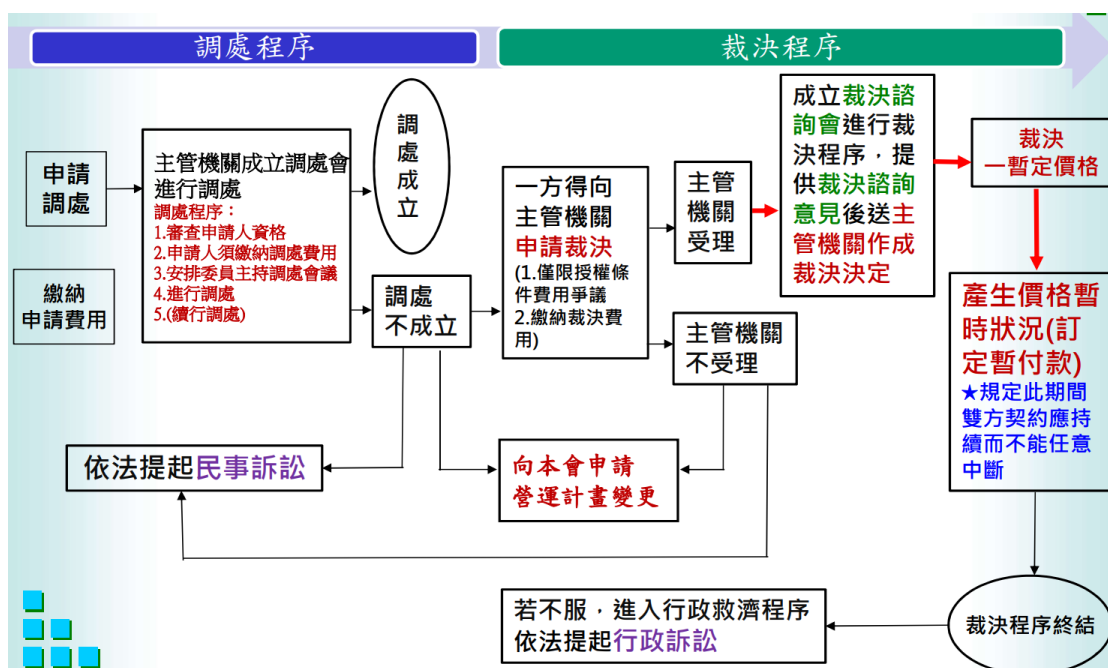 調處程序
裁決程序
申請
調處
繳納
申請費用
主管機關成立調處會
進行調處
調處程序：
1.審查申請人資格
2.申請人須繳納調處費用
3.安排委員主持調處會議
4.進行調處
5.(續行調處)
調
處
成
立
調處
不成立
一方得向
主管機關
申請裁決
(1.僅限授權條
件費用爭議
2.繳納裁決費
用)
主管
機關
受理
主管機關
不受理
成立裁決諮
詢會進行裁
決程序，提
供裁決諮詢
意見後送主
管機關作成
裁決決定
裁決
—暫定價格
產生價格暫
時狀況(訂
定暫付款)
★規定此期間
雙方契約應持
續而不能任意
中斷
依法提起民事訴訟
向本會申請
營運計畫變更
若不服，進入行政救濟程序
依法提起行政訴訟
裁決程序終結